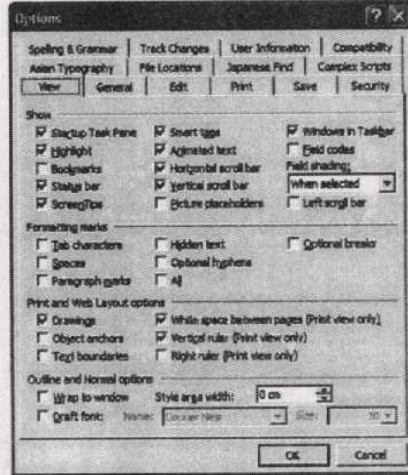 Options
Spelling & Grammar Track Changes User Information Compatibility
Asian Typography File Locations Japanese Find Complex Scripts
View General Edit Print Save Security
Show
Startup Task Pane Smart tags Windows in Taskbar
Highlight Animated text Field codes
Bookmarks Horizontal scroll bar Field shading:
Status bar Vertical scroll bar When selected
ScreenTips Picture placeholders Left scroll bar
Formatting marks
Tab characters Hidden text Optional breaks
Spaces Optional hyphens
Paragraph marks All
Print and Web Layout options
Drawings White space between pages (Print view only)
Object anchors Vertical ruler (Print view only)
Text boundaries Right ruler (Print view only)
Outline and Normal options
Wrap to window Style area width: 0 cm
Draft font: Name: Courier New Size: 10
OK Cancel